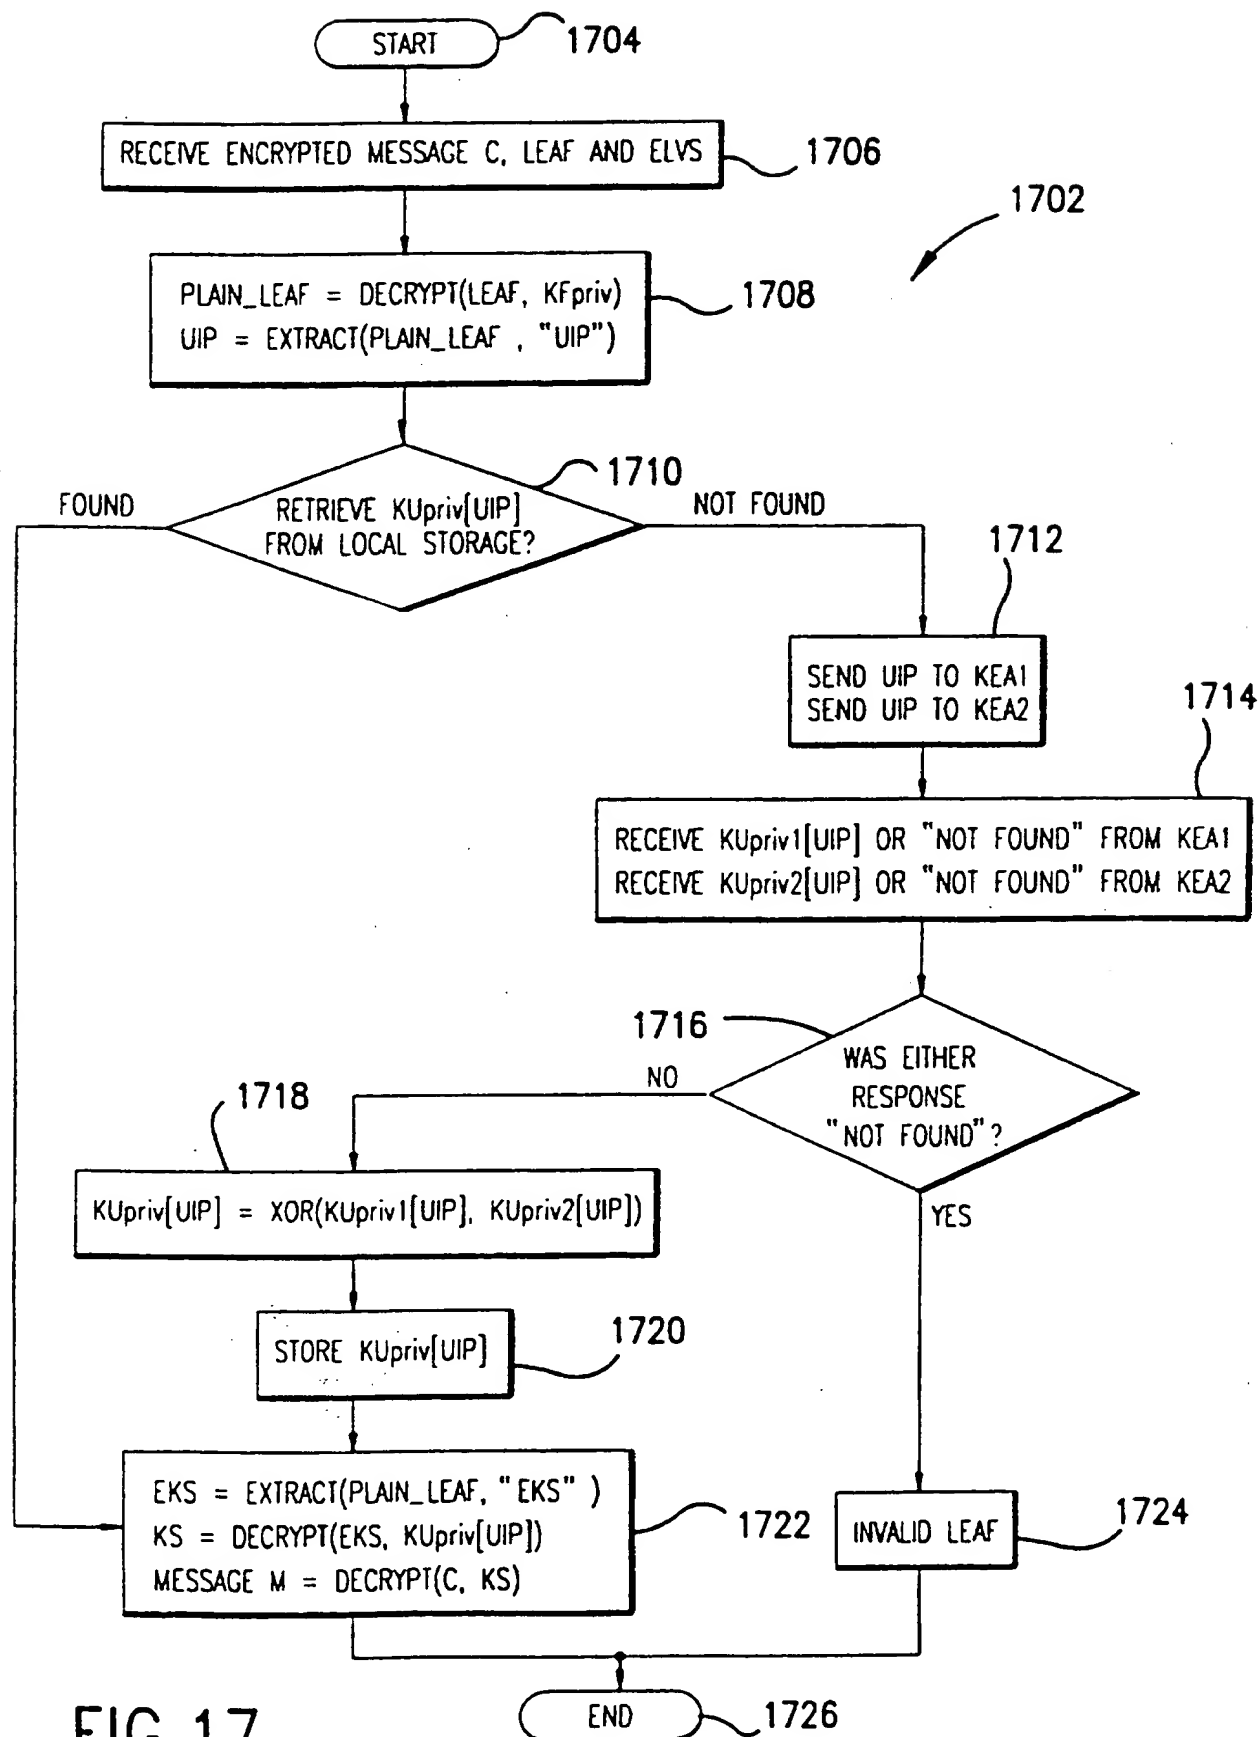 START
1704
RECEIVE ENCRYPTED MESSAGE C, LEAF AND ELVS
1706
1702
PLAIN_LEAF = DECRYPT(LEAF, KFpriv)
UIP = EXTRACT(PLAIN_LEAF , "UIP")
1708
1710
FOUND
RETRIEVE KUpriv[UIP]
FROM LOCAL STORAGE?
NOT FOUND
1712
SEND UIP TO KEA1
SEND UIP TO KEA2
1714
RECEIVE KUpriv1[UIP] OR "NOT FOUND" FROM KEA1
RECEIVE KUpriv2[UIP] OR "NOT FOUND" FROM KEA2
1716
WAS EITHER
RESPONSE
"NOT FOUND"?
NO
YES
1718
KUpriv[UIP] = XOR(KUpriv1[UIP], KUpriv2[UIP])
STORE KUpriv[UIP]
1720
EKS = EXTRACT(PLAIN_LEAF, "EKS" )
KS = DECRYPT(EKS, KUpriv[UIP])
MESSAGE M = DECRYPT(C, KS)
1722
INVALID LEAF
1724
END
1726
FIG.17